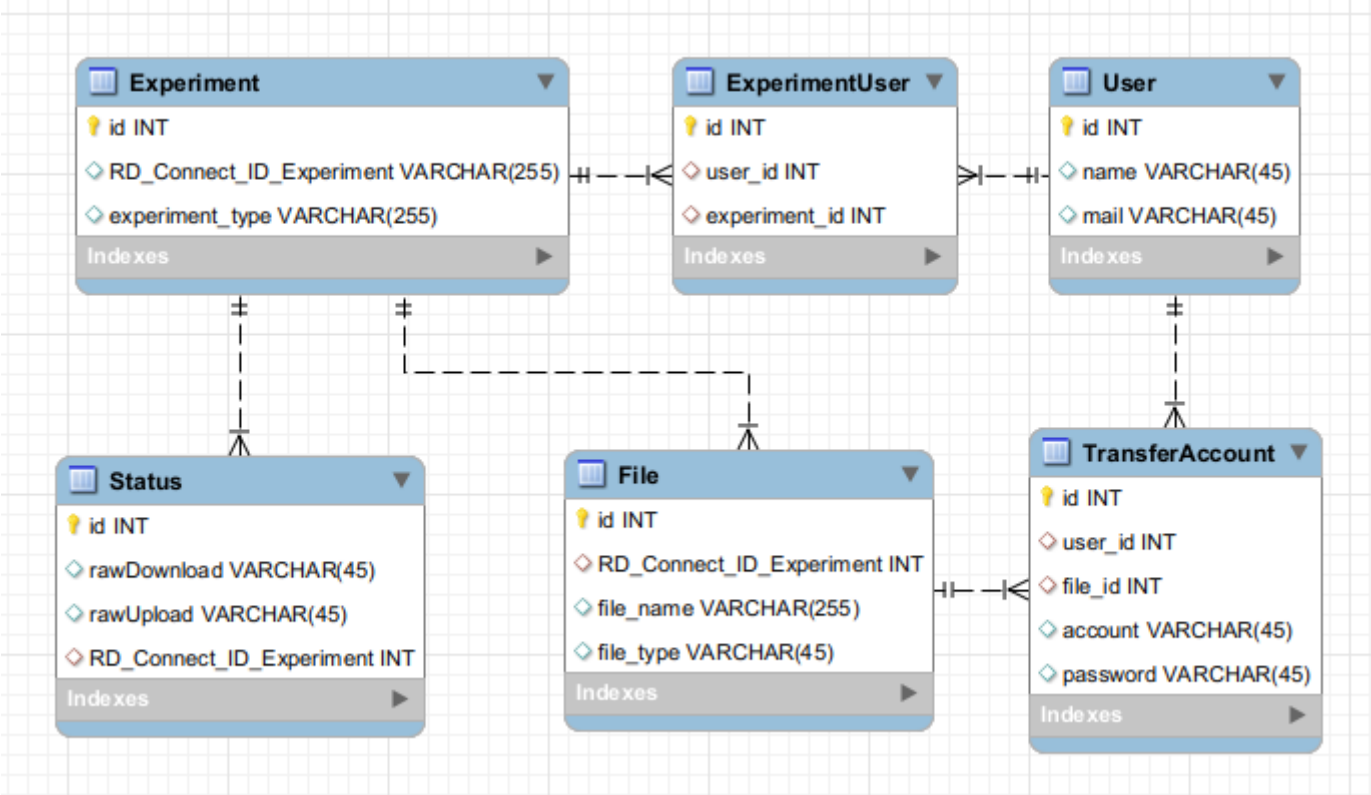 Experiment
id INT
RD_Connect_ID_Experiment VARCHAR(255)
experiment_type VARCHAR(255)
Indexes
ExperimentUser
id INT
user_id INT
experiment_id INT
Indexes
User
id INT
name VARCHAR(45)
mail VARCHAR(45)
Indexes
Status
id INT
rawDownload VARCHAR(45)
rawUpload VARCHAR(45)
RD_Connect_ID_Experiment INT
Indexes
File
id INT
RD_Connect_ID_Experiment INT
file_name VARCHAR(255)
file_type VARCHAR(45)
Indexes
TransferAccount
id INT
user_id INT
file_id INT
account VARCHAR(45)
password VARCHAR(45)
Indexes